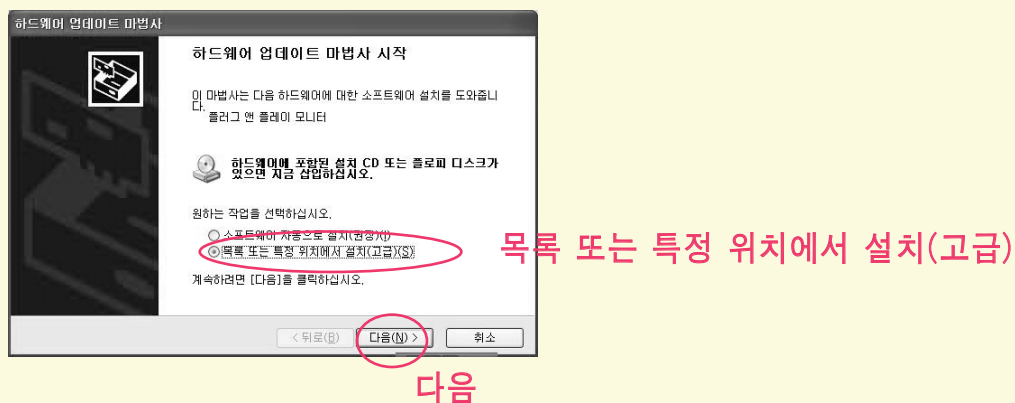 하드웨어 업데이트 마법사
하드웨어 업데이트 마법사 시작
이 마법사는 다음 하드웨어에 대한 소프트웨어 설치를 도와줍니
다.
플러그 앤 플레이 모니터
하드웨어에 포함된 설치 CD 또는 플로피 디스크가
있으면 지금 삽입하십시오.
원하는 작업을 선택하십시오.
소프트웨어 자동으로 설치(권장)(I)
목록 또는 특정 위치에서 설치(고급)(S)
목록 또는 특정 위치에서 설치(고급)
계속하려면 [다음]을 클릭하십시오.
< 뒤로(B) 다음(N) > 취소
다음